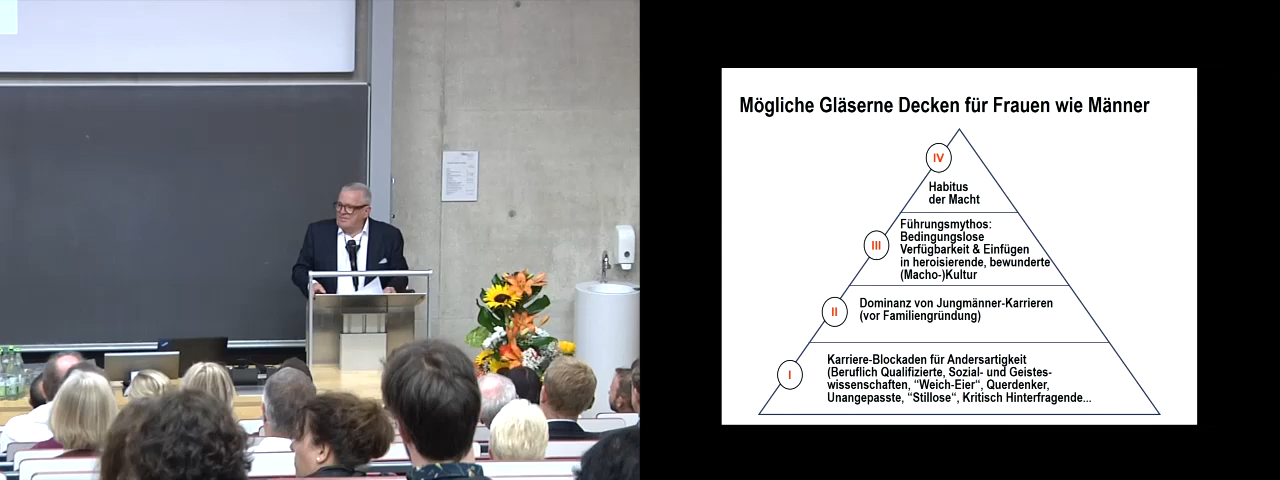 Mögliche Gläserne Decken für Frauen wie Männer
IV
Habitus
der Macht
III
Führungsmythos:
Bedingungslose
Verfügbarkeit & Einfügen
in heroisierende, bewunderte
(Macho-)Kultur
II
Dominanz von Jungmänner-Karrieren
(vor Familiengründung)
I
Karriere-Blockaden für Andersartigkeit
(Beruflich Qualifizierte, Sozial- und Geistes-
wissenschaften, “Weich-Eier“, Querdenker,
Unangepasste, “Stillose“, Kritisch Hinterfragende...